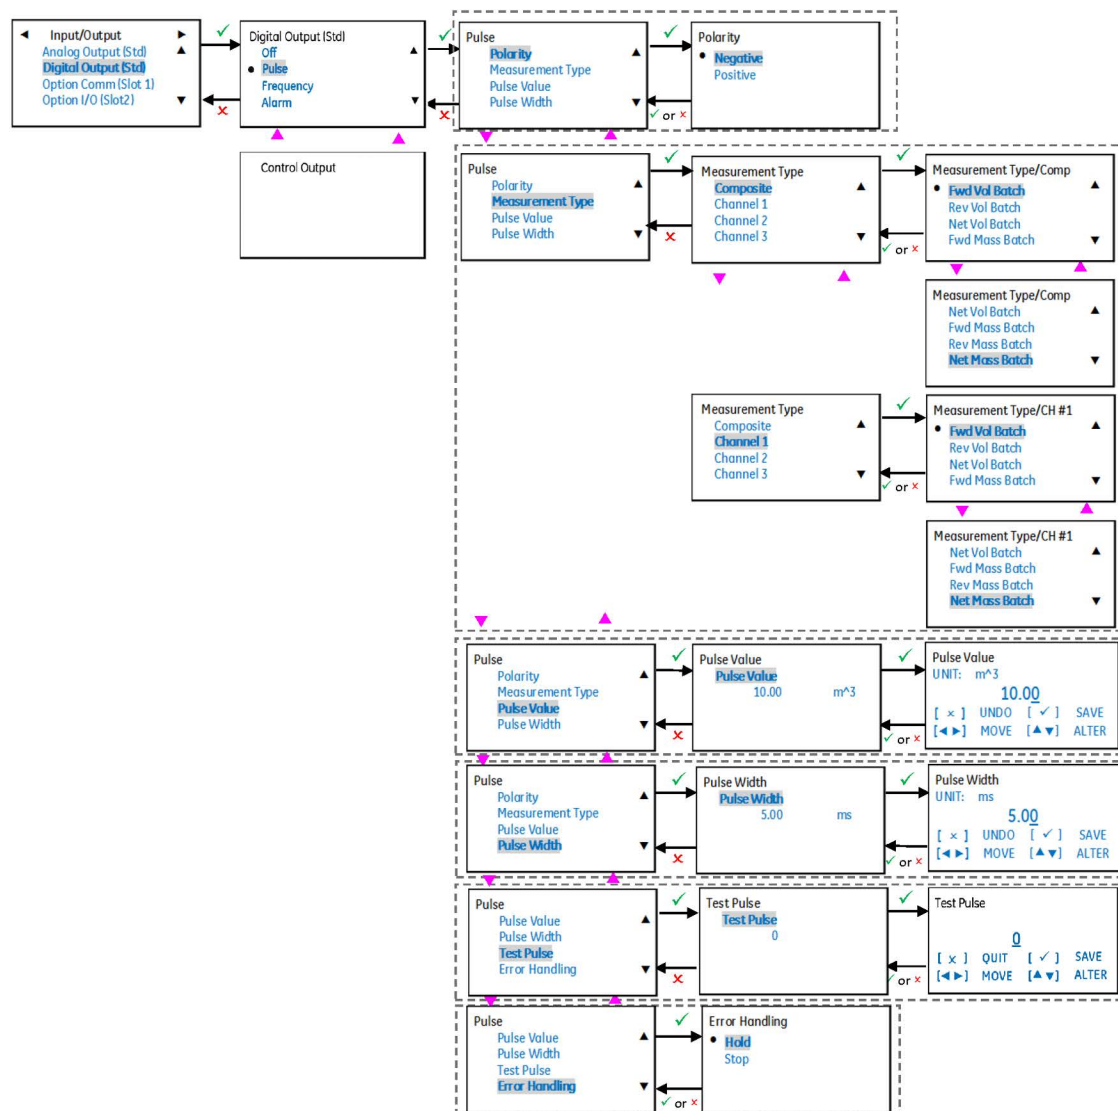 Input/Output
Analog Output (Std)
Digital Output (Std)
Option Comm (Slot 1)
Option I/O (Slot2)
Digital Output (Std)
Off
Pulse
Frequency
Alarm
Control Output
Pulse
Polarity
Measurement Type
Pulse Value
Pulse Width
✓ or x
Polarity
Negative
Positive
Pulse
Polarity
Measurement Type
Pulse Value
Pulse Width
Measurement Type
Composite
Channel 1
Channel 2
Channel 3
✓ or x
Measurement Type/Comp
Fwd Vol Batch
Rev Vol Batch
Net Vol Batch
Fwd Mass Batch
Measurement Type/Comp
Net Vol Batch
Fwd Mass Batch
Rev Mass Batch
Net Mass Batch
Measurement Type
Composite
Channel 1
Channel 2
Channel 3
✓ or x
Measurement Type/CH #1
Fwd Vol Batch
Rev Vol Batch
Net Vol Batch
Fwd Mass Batch
Measurement Type/CH #1
Net Vol Batch
Fwd Mass Batch
Rev Mass Batch
Net Mass Batch
Pulse
Polarity
Measurement Type
Pulse Value
Pulse Width
Pulse Value
Pulse Value
10.00 m^3
✓ or x
Pulse Value
UNIT: m^3
10.00
[ x ] UNDO [ ✓ ] SAVE
[◄ ►] MOVE [▲▼] ALTER
Pulse
Polarity
Measurement Type
Pulse Value
Pulse Width
Pulse Width
Pulse Width
5.00 ms
✓ or x
Pulse Width
UNIT: ms
5.00
[ x ] UNDO [ ✓ ] SAVE
[◄ ►] MOVE [▲▼] ALTER
Pulse
Pulse Value
Pulse Width
Test Pulse
Error Handling
Test Pulse
Test Pulse
0
✓ or x
Test Pulse
0
[ x ] QUIT [ ✓ ] SAVE
[◄ ►] MOVE [▲▼] ALTER
Pulse
Pulse Value
Pulse Width
Test Pulse
Error Handling
✓ or x
Error Handling
Hold
Stop